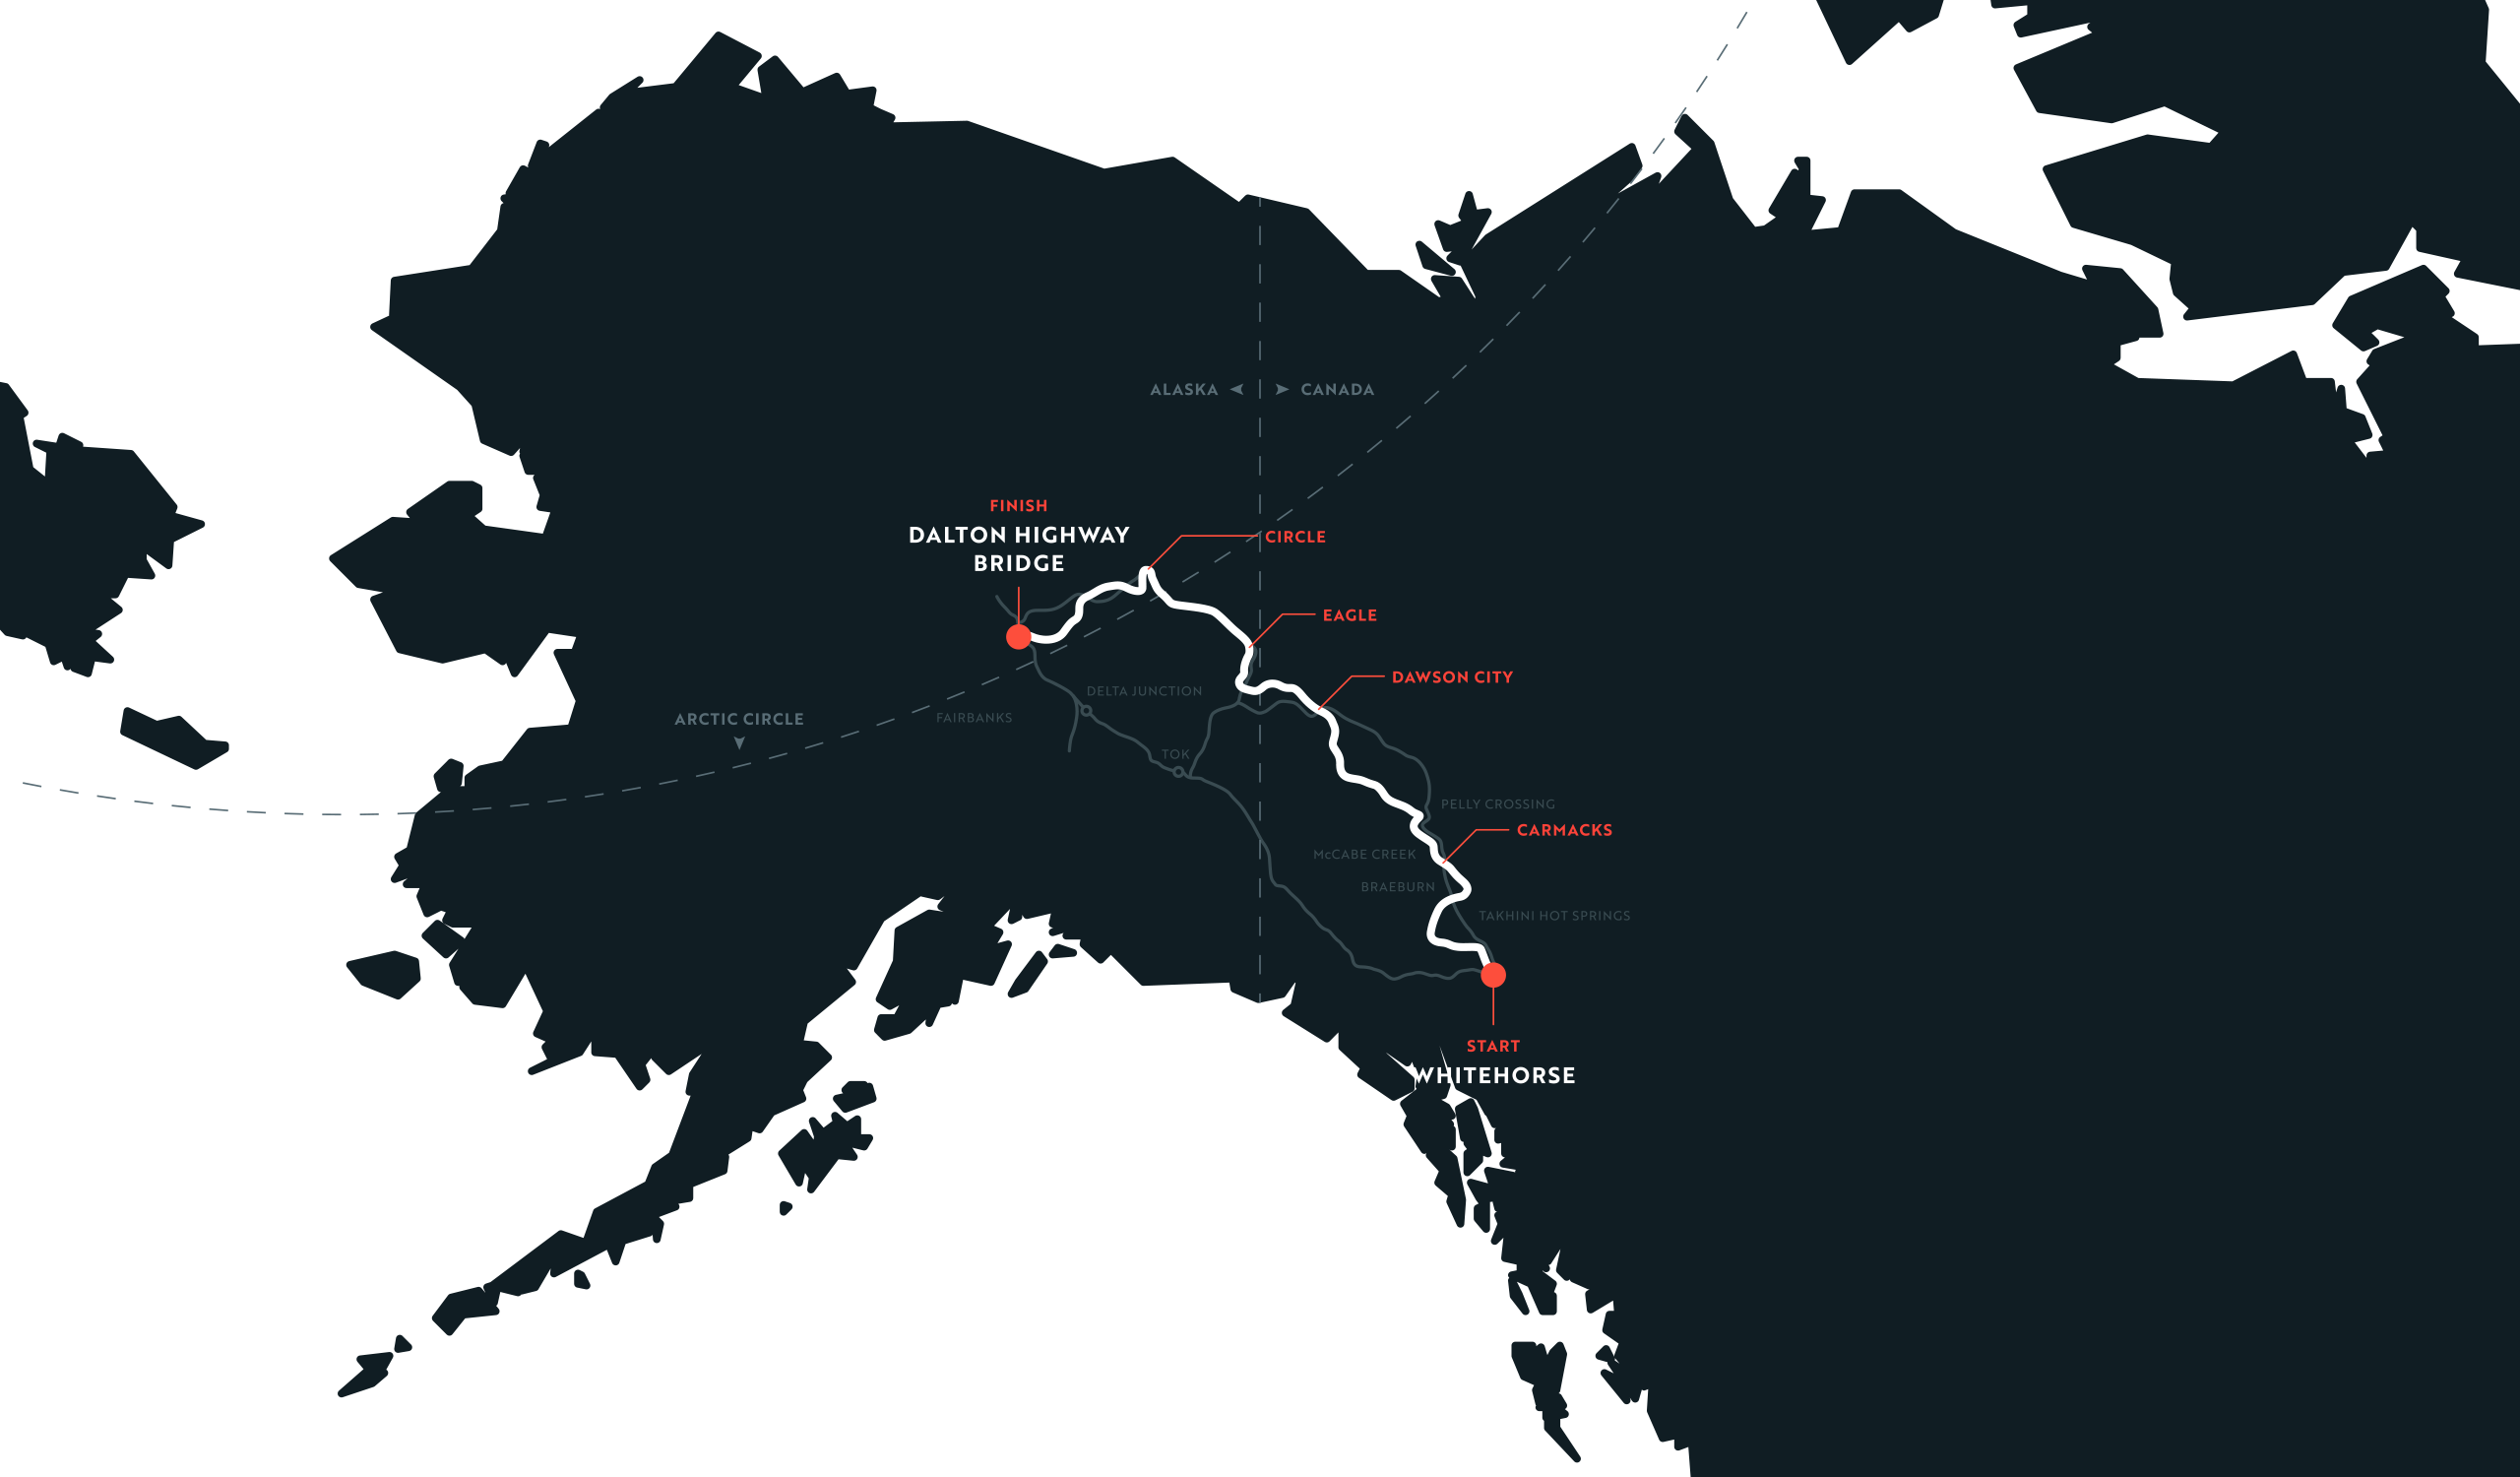 ALASKA
CANADA
FINISH
DALTON HIGHWAY
BRIDGE
CIRCLE
EAGLE
DAWSON CITY
DELTA JUNCTION
FAIRBANKS
ARCTIC CIRCLE
TOK
PELLY CROSSING
CARMACKS
McCABE CREEK
BRAEBURN
TAKHINI HOT SPRINGS
START
WHITEHORSE